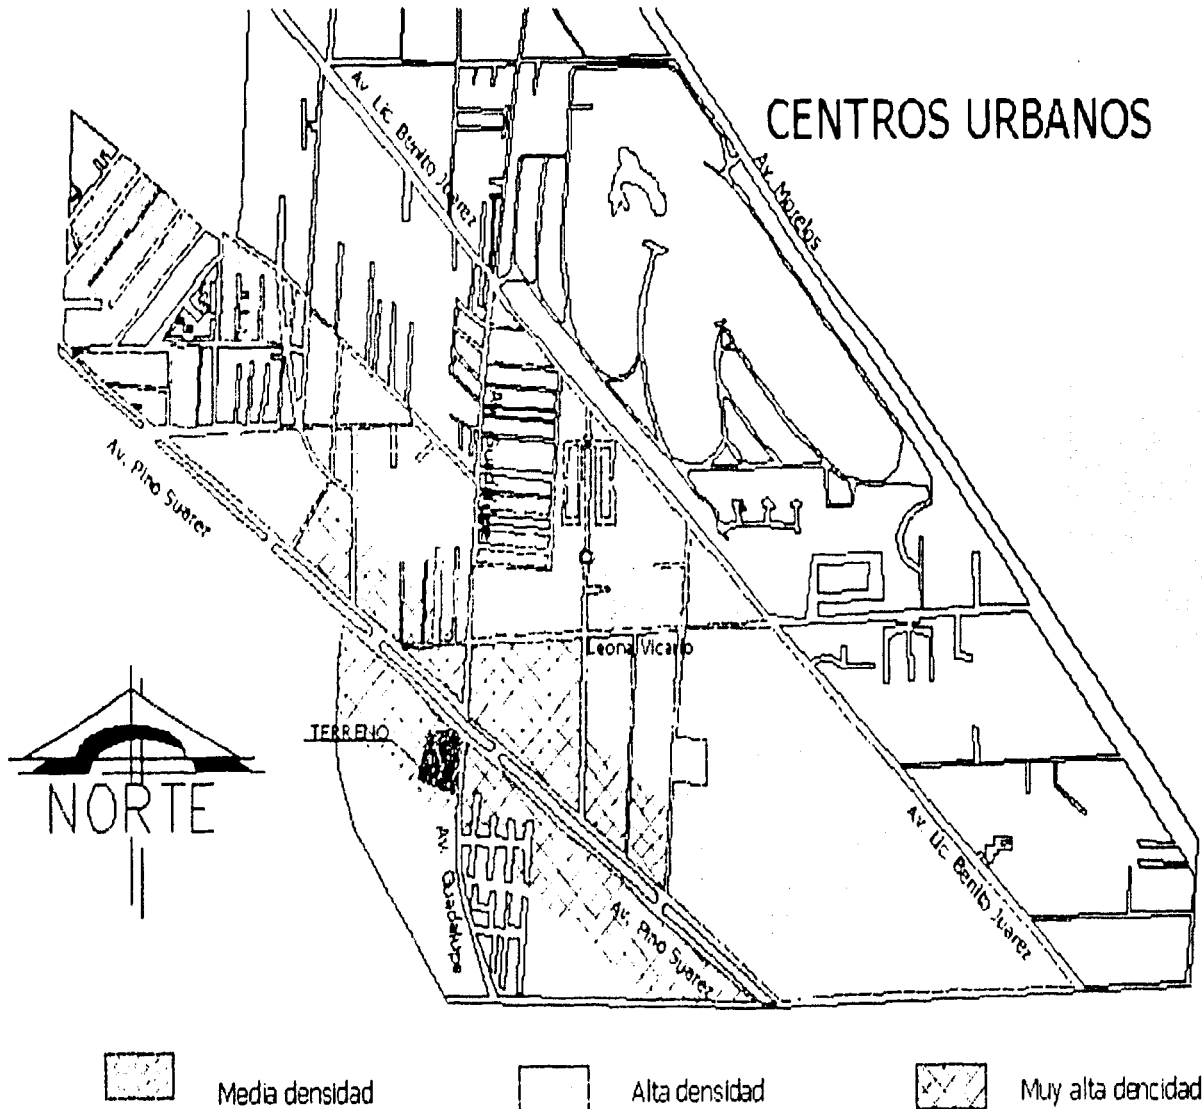 CENTROS URBANOS
Av. Lic. Benito Juarez
Av. Morelos
Av. Pino Suarez
Leona Vicario
TERRENO
NORTE
Av. Guadalupe
Av. Pino Suarez
Av. Lic. Benito Juarez
Media densidad
Alta densidad
Muy alta dencidad